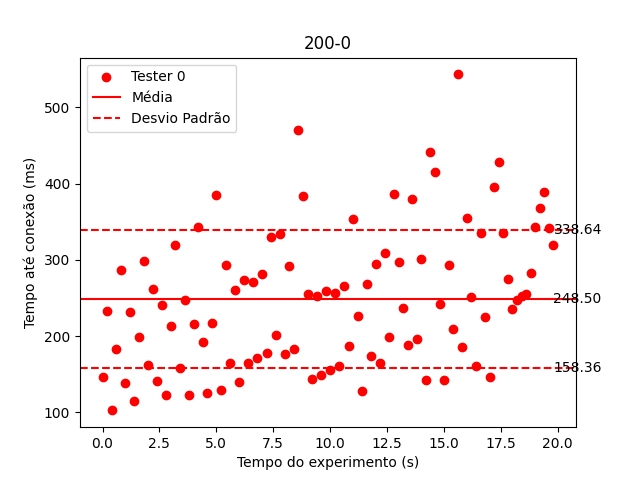 200-0
Tester 0
Média
Desvio Padrão
Tempo até conexão (ms)
500
400
300
200
100
338.64
248.50
158.36
0.0 2.5 5.0 7.5 10.0 12.5 15.0 17.5 20.0
Tempo do experimento (s)